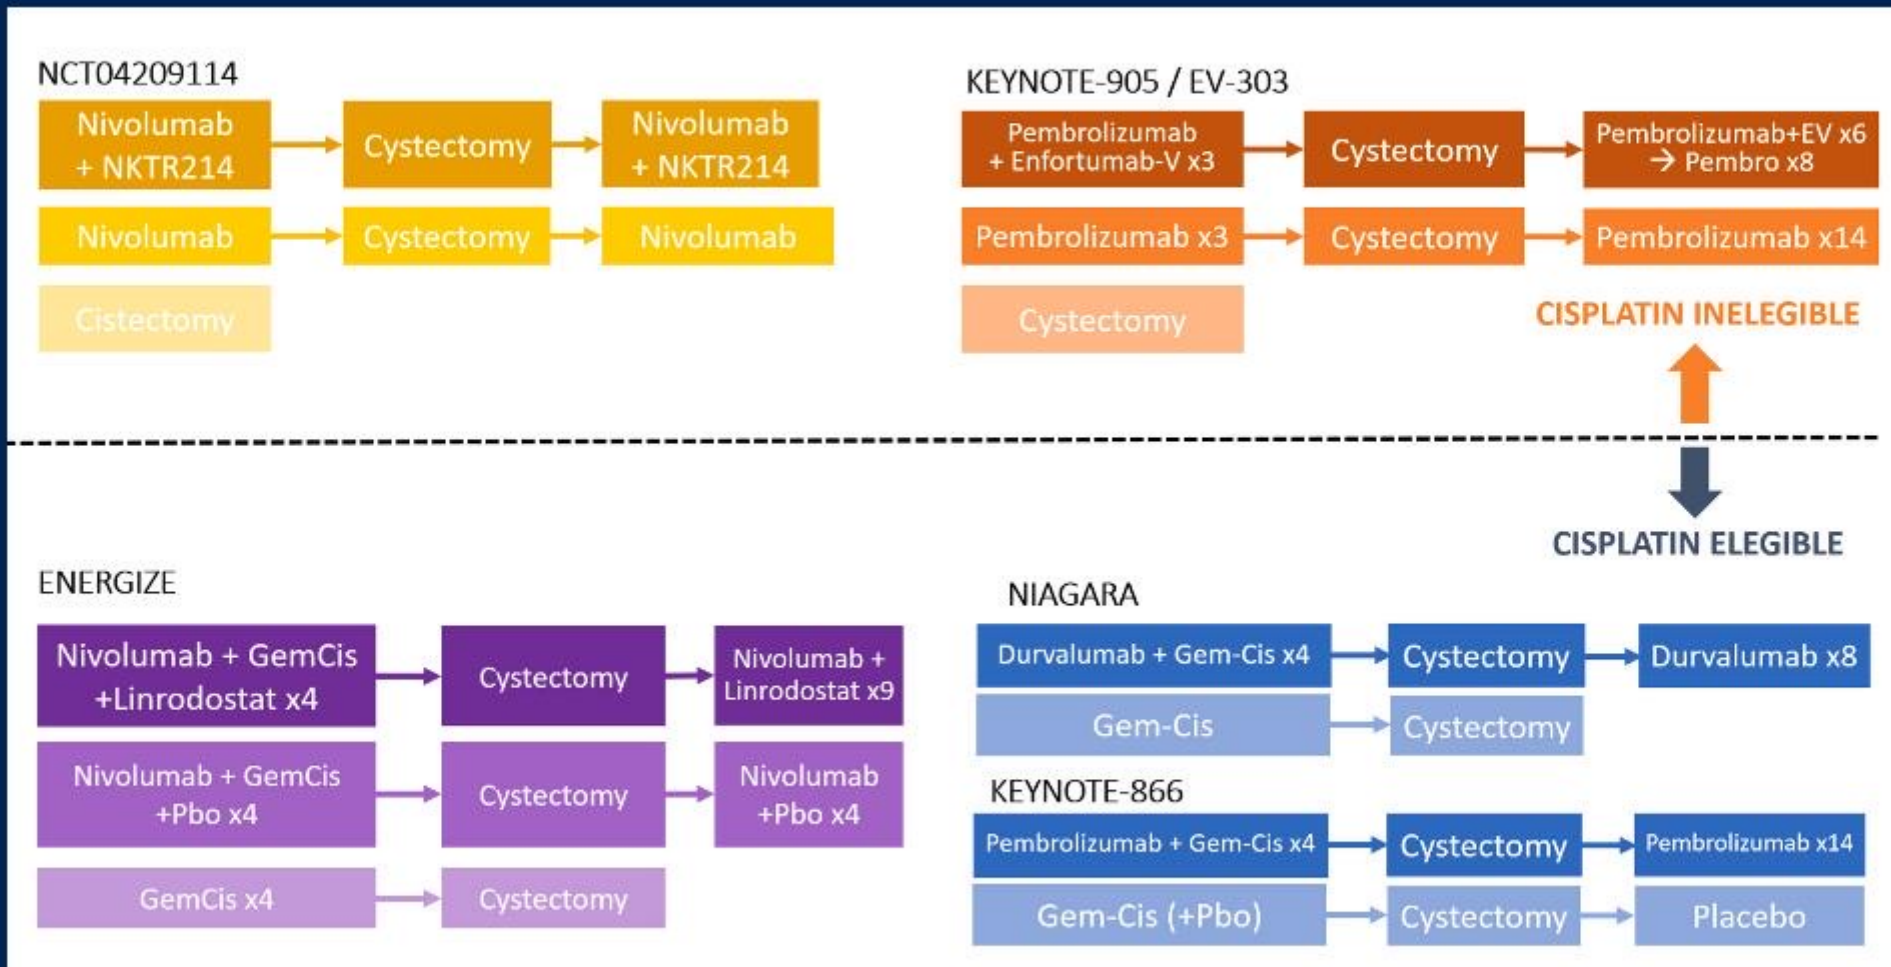 NCT04209114
Nivolumab
+ NKTR214
Cystectomy
Nivolumab
+ NKTR214
Nivolumab
Cystectomy
Nivolumab
Cistectomy
KEYNOTE-905 / EV-303
Pembrolizumab
+ Enfortumab-V x3
Cystectomy
Pembrolizumab+EV x6
→ Pembro x8
Pembrolizumab x3
Cystectomy
Pembrolizumab x14
Cystectomy
CISPLATIN INELEGIBLE
CISPLATIN ELEGIBLE
ENERGIZE
Nivolumab + GemCis
+Linrodostat x4
Cystectomy
Nivolumab +
Linrodostat x9
Nivolumab + GemCis
+Pbo x4
Cystectomy
Nivolumab
+Pbo x4
GemCis x4
Cystectomy
NIAGARA
Durvalumab + Gem-Cis x4
Cystectomy
Durvalumab x8
Gem-Cis
Cystectomy
KEYNOTE-866
Pembrolizumab + Gem-Cis x4
Cystectomy
Pembrolizumab x14
Gem-Cis (+Pbo)
Cystectomy
Placebo